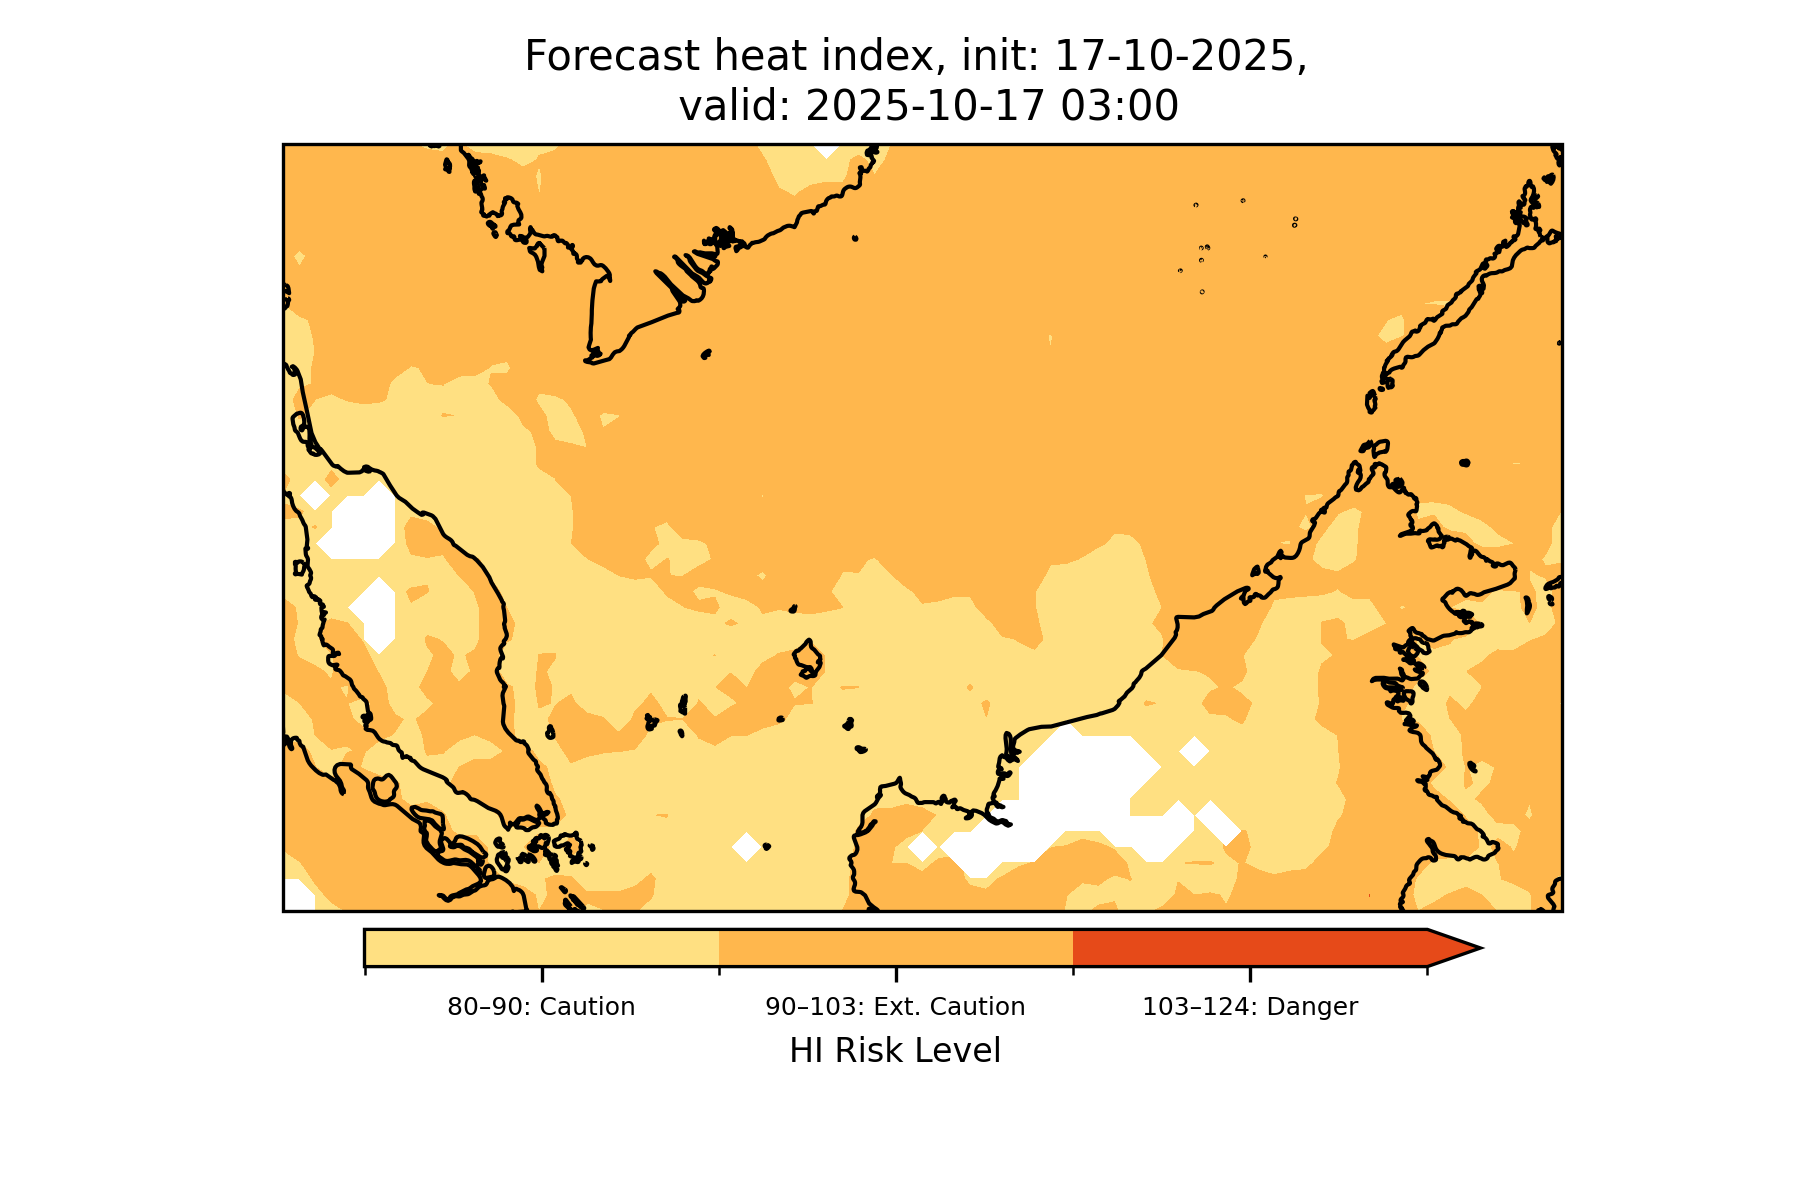 Forecast heat index, init: 17-10-2025,
valid: 2025-10-17 03:00
80–90: Caution
90–103: Ext. Caution
103–124: Danger
HI Risk Level